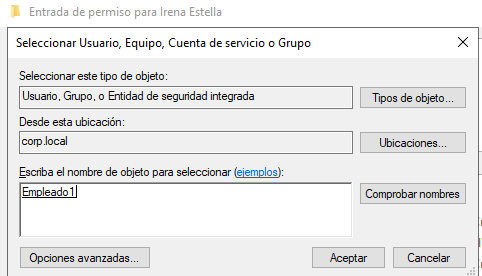 Entrada de permiso para Irena Estella
Seleccionar Usuario, Equipo, Cuenta de servicio o Grupo
Seleccionar este tipo de objeto:
Usuario, Grupo, o Entidad de seguridad integrada
Tipos de objeto...
Desde esta ubicación:
corp.local
Ubicaciones...
Escriba el nombre de objeto para seleccionar (ejemplos):
Empleado1
Comprobar nombres
Opciones avanzadas...
Aceptar
Cancelar